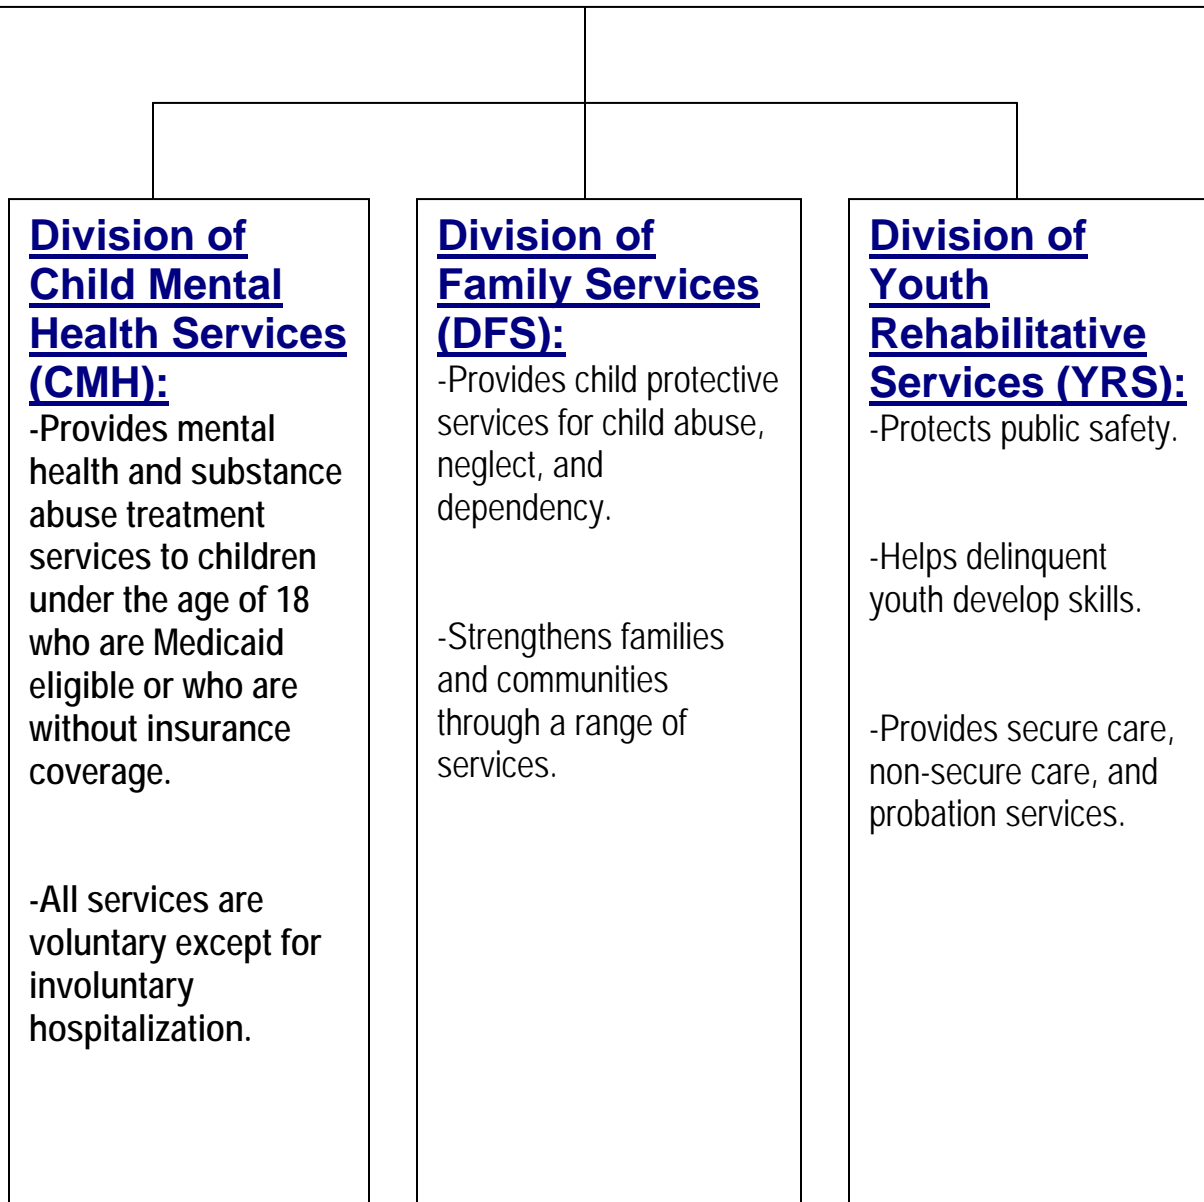 Division of
Child Mental
Health Services
(CMH):
-Provides mental
health and substance
abuse treatment
services to children
under the age of 18
who are Medicaid
eligible or who are
without insurance
coverage.
-All services are
voluntary except for
involuntary
hospitalization.
Division of
Family Services
(DFS):
-Provides child protective
services for child abuse,
neglect, and
dependency.
-Strengthens families
and communities
through a range of
services.
Division of
Youth
Rehabilitative
Services (YRS):
-Protects public safety.
-Helps delinquent
youth develop skills.
-Provides secure care,
non-secure care, and
probation services.